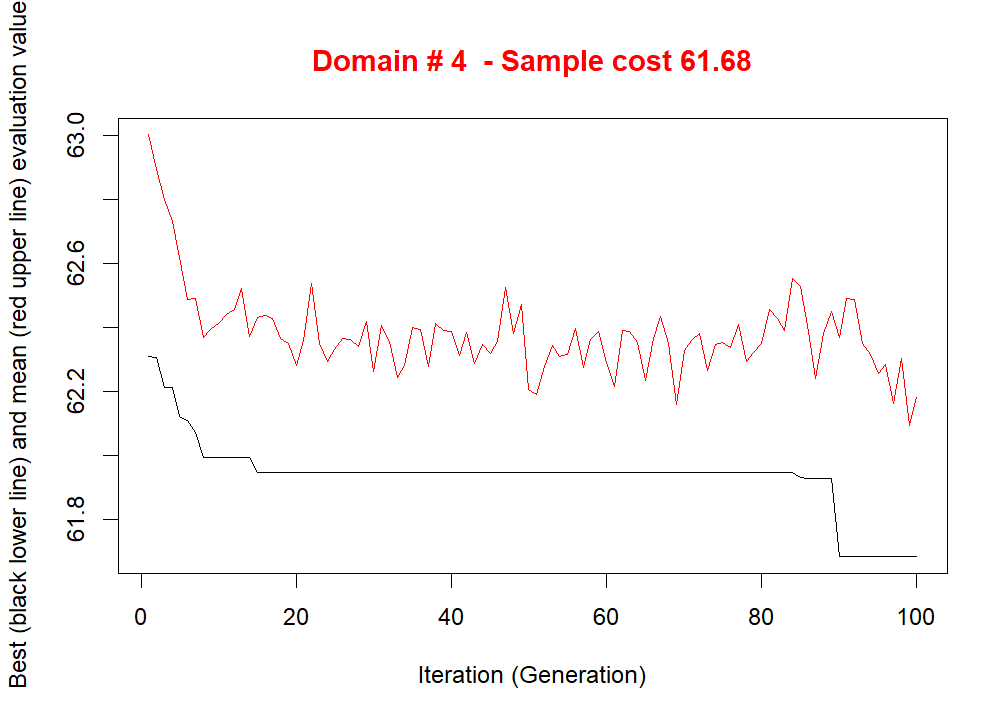 Domain # 4  - Sample cost 61.68
Best (black lower line) and mean (red upper line) evaluation value
63.0
62.6
62.2
61.8
0 20 40 60 80 100
Iteration (Generation)